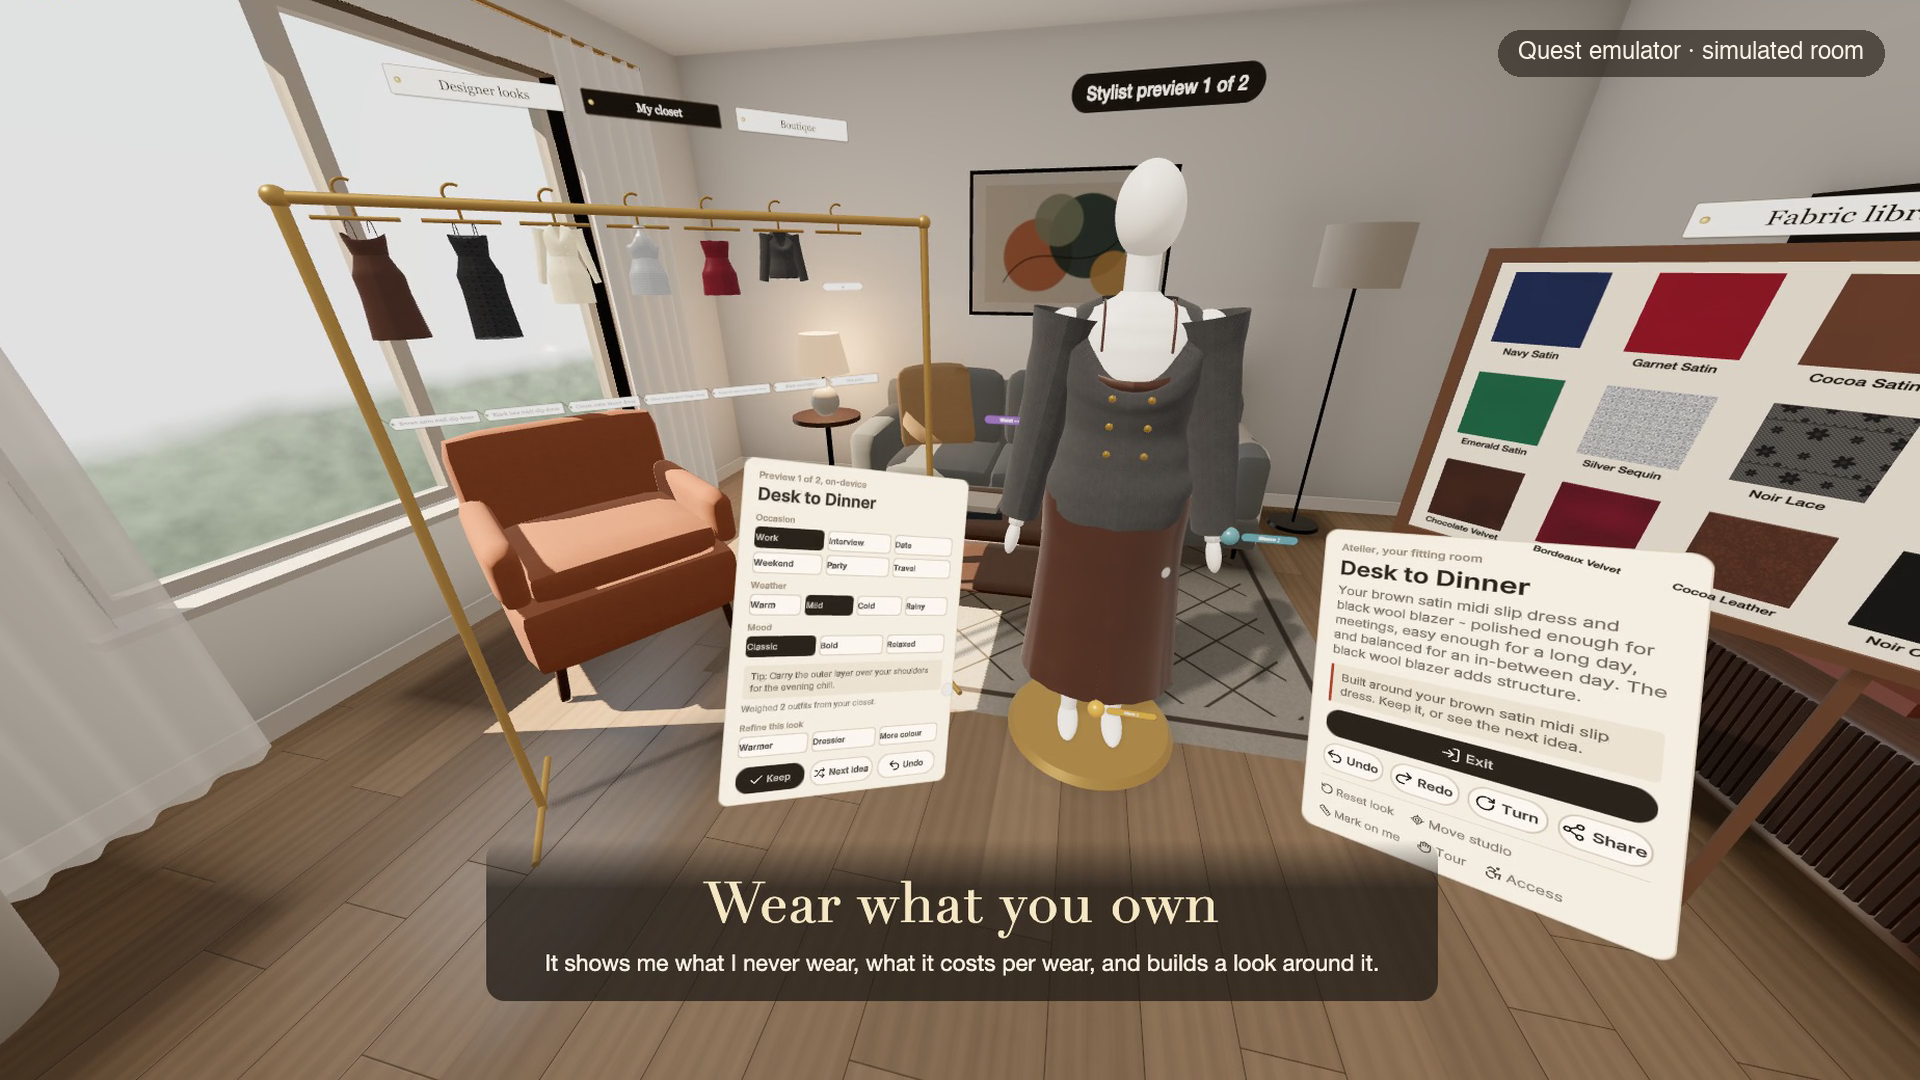 Quest emulator · simulated room
Designer looks
My closet
Boutique
Stylist preview 1 of 2
Fabric libr
Navy Satin
Garnet Satin
Cocoa Satin
Emerald Satin
Silver Sequin
Noir Lace
Chocolate Velvet
Bordeaux Velvet
Cocoa Leather
Noir C
Preview 1 of 2, on-device
Desk to Dinner
Occasion
Work Interview Date
Weekend Party Travel
Weather
Warm Mild Cold Rainy
Mood
Classic Bold Relaxed
Tip: Carry the outer layer over your shoulders
for the evening chill.
Weighed 2 outfits from your closet.
Refine this look
Warmer Dressier More colour
Keep Next idea Undo
Atelier, your fitting room
Desk to Dinner
Your brown satin midi slip dress and
black wool blazer - polished enough for
meetings, easy enough for a long day,
and balanced for an in-between day. The
black wool blazer adds structure.
Built around your brown satin midi slip
dress. Keep it, or see the next idea.
Exit
Undo Redo Turn Share
Reset look Move studio
Mark on me Tour Access
Wear what you own
It shows me what I never wear, what it costs per wear, and builds a look around it.